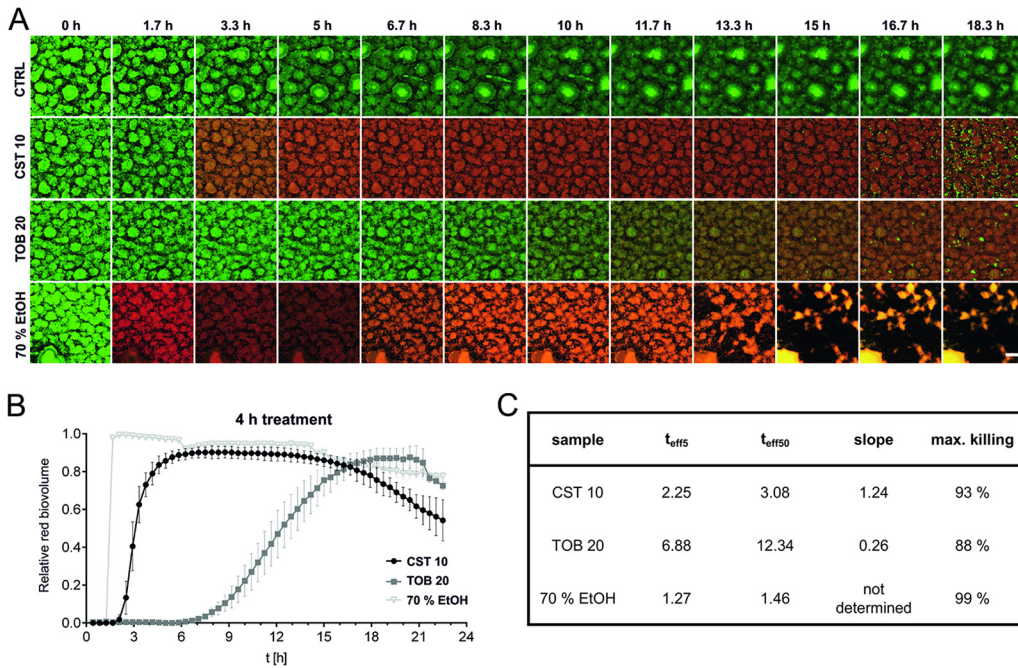 A
0 h 1.7 h 3.3 h 5 h 6.7 h 8.3 h 10 h 11.7 h 13.3 h 15 h 16.7 h 18.3 h
CTRL
CST 10
TOB 20
70 % EtOH
B
4 h treatment
Relative red biovolume
1.0
0.8
0.6
0.4
0.2
0.0
CST 10
TOB 20
70 % EtOH
0 3 6 9 12 15 18 21 24
t [h]
C
sample teff5 teff50 slope max. killing
CST 10 2.25 3.08 1.24 93 %
TOB 20 6.88 12.34 0.26 88 %
70 % EtOH 1.27 1.46 not determined 99 %